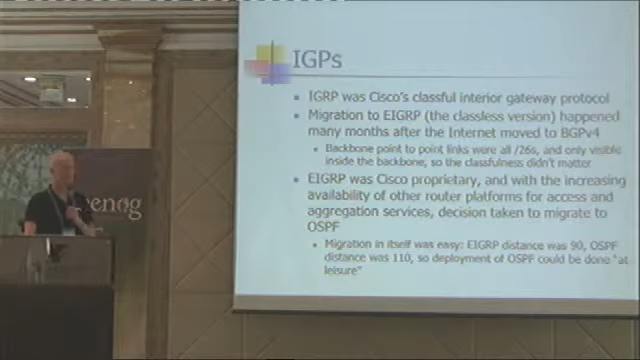 IGPs
IGRP was Cisco's classful interior gateway protocol
Migration to EIGRP (the classless version) happened
many months after the Internet moved to BGPv4
Backbone point to point links were all /26s, and only visible
inside the backbone, so the classfulness didn't matter
EIGRP was Cisco proprietary, and with the increasing
availability of other router platforms for access and
aggregation services, decision taken to migrate to
OSPF
Migration in itself was easy: EIGRP distance was 90, OSPF
distance was 110, so deployment of OSPF could be done "at
leisure"
enog